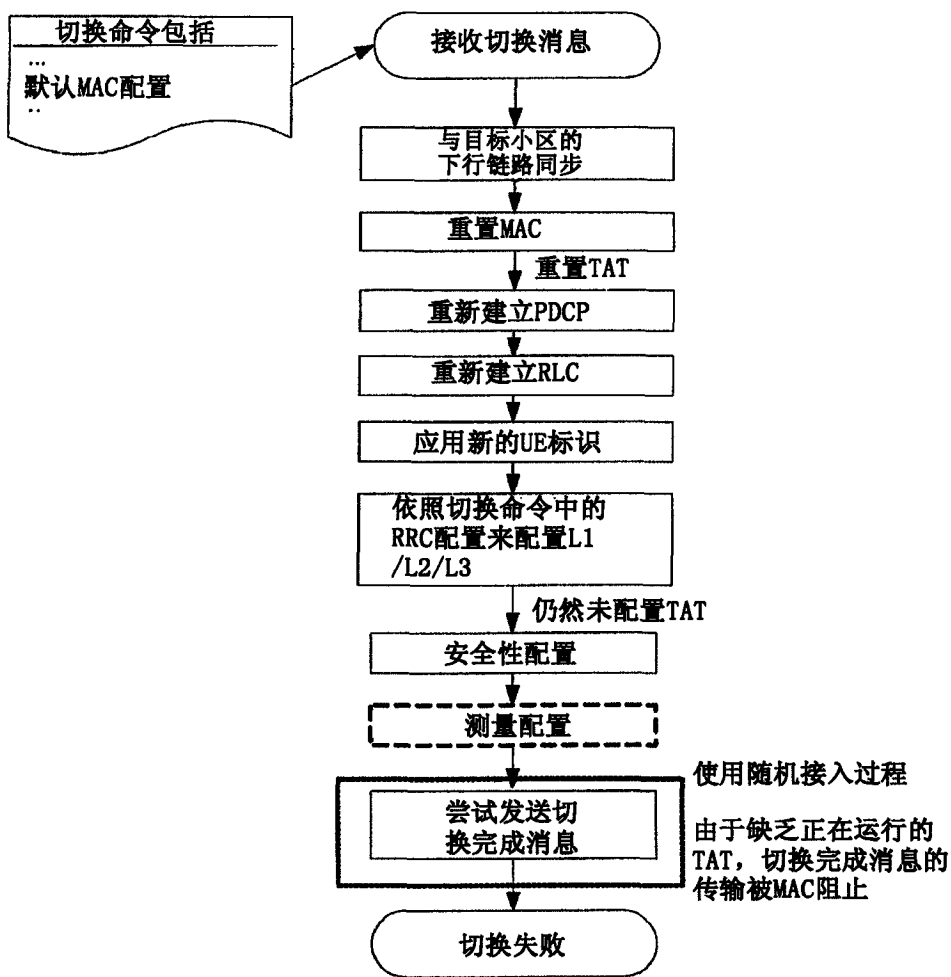 切换命令包括
...
默认MAC配置
..
接收切换消息
与目标小区的
下行链路同步
重置MAC
重置TAT
重新建立PDCP
重新建立RLC
应用新的UE标识
依照切换命令中的
RRC配置来配置L1
/L2/L3
仍然未配置TAT
安全性配置
测量配置
使用随机接入过程
尝试发送切
换完成消息
由于缺乏正在运行的
TAT，切换完成消息的
传输被MAC阻止
切换失败